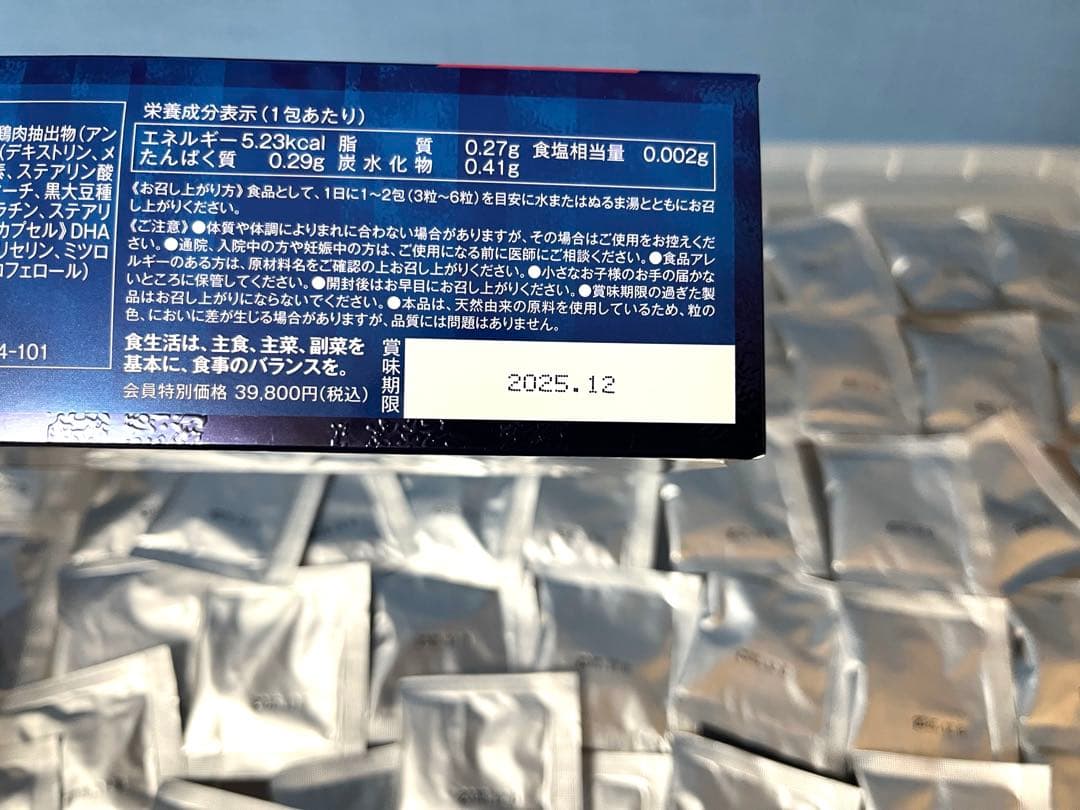 鶏肉抽出物(アン
(デキストリン、メ
素、ステアリン酸
ーチ、黒大豆種
ラチン、ステアリ
カプセル》DHA
リセリン、ミツロ
コフェロール)
4-101
栄養成分表示(1包あたり)
エネルギー 5.23kcal 脂質 0.27g 食塩相当量 0.002g
たんぱく質 0.29g 炭水化物 0.41g
《お召し上がり方》食品として、1日に1~2包(3粒~6粒)を目安に水またはぬるま湯とともにお召
し上がりください。
《ご注意》●体質や体調によりまれに合わない場合がありますが、その場合はご使用をお控えくだ
さい。●通院、入院中の方や妊娠中の方は、ご使用になる前に医師にご相談ください。●食品アレ
ルギーのある方は、原材料名をご確認の上お召し上がりください。●小さなお子様のお手の届かな
いところに保管してください。●開封後はお早目にお召し上がりください。●賞味期限の過ぎた製
品はお召し上がりにならないでください。●本品は、天然由来の原料を使用しているため、粒の
色、においに差が生じる場合がありますが、品質には問題はありません。
食生活は、主食、主菜、副菜を
基本に、食事のバランスを。
会員特別価格 39,800円(税込)
賞味期限
2025.12